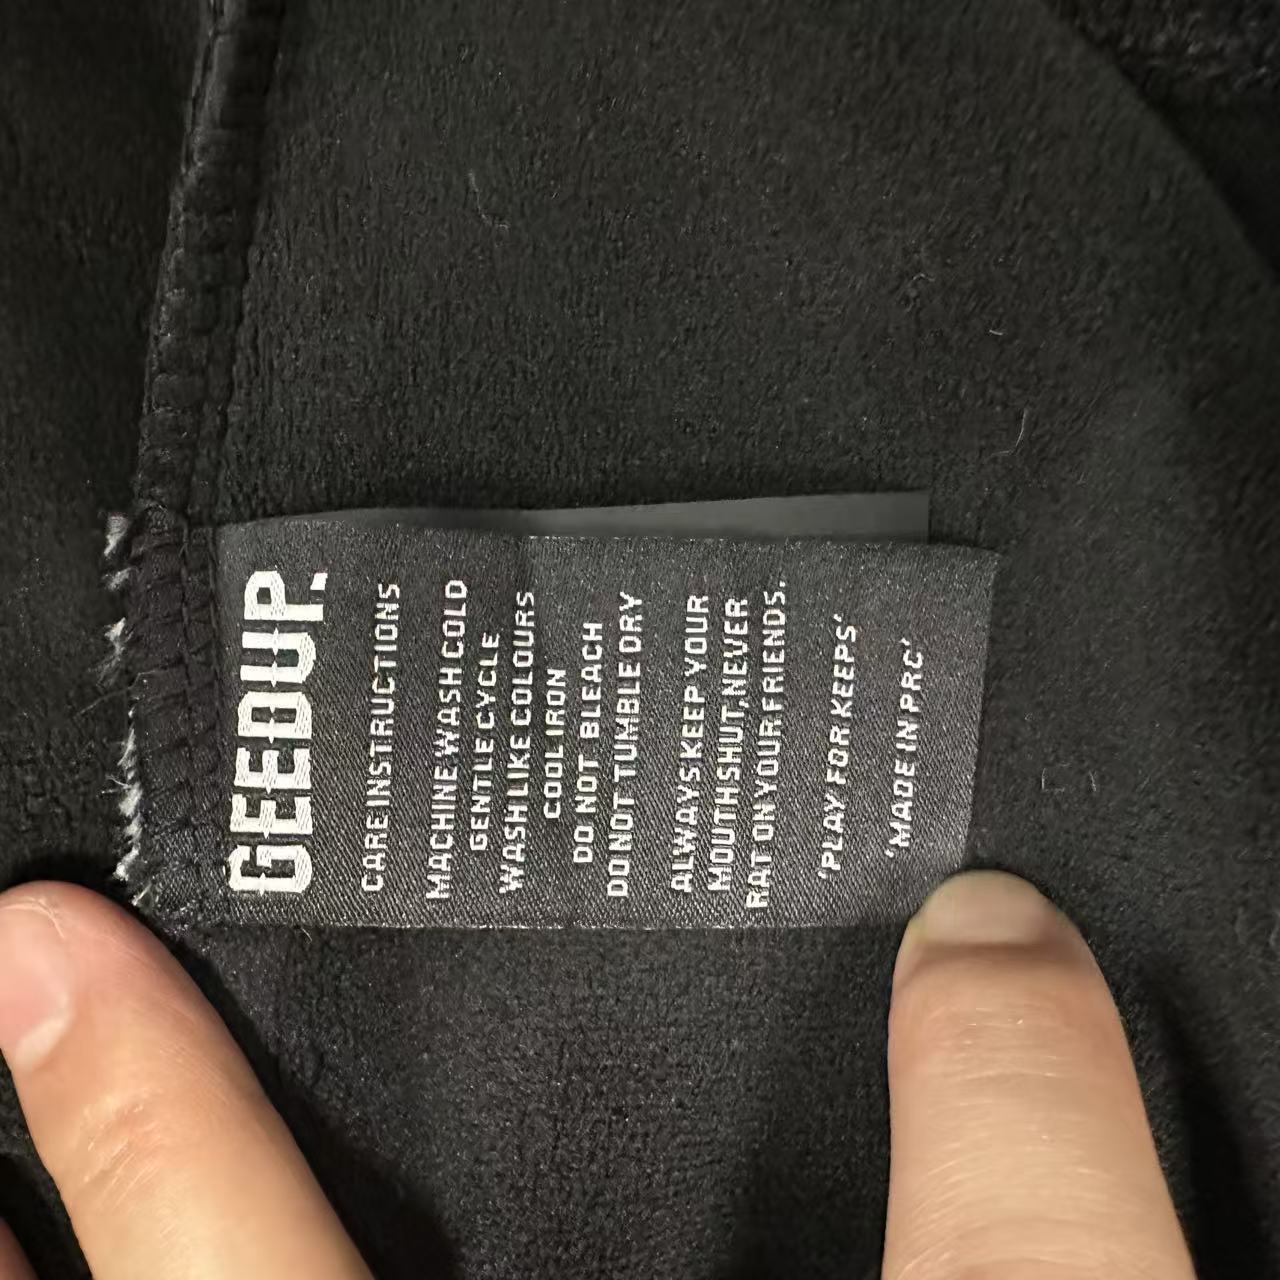 GEEDUP.
CARE INSTRUCTIONS
MACHINE WASH COLD
GENTLE CYCLE
WASH LIKE COLOURS
COOL IRON
DO NOT BLEACH
DO NOT TUMBLE DRY
ALWAYS KEEP YOUR
MOUTH SHUT, NEVER
RAT ON YOUR FRIENDS.
'PLAY FOR KEEPS'
'MADE IN PRC'